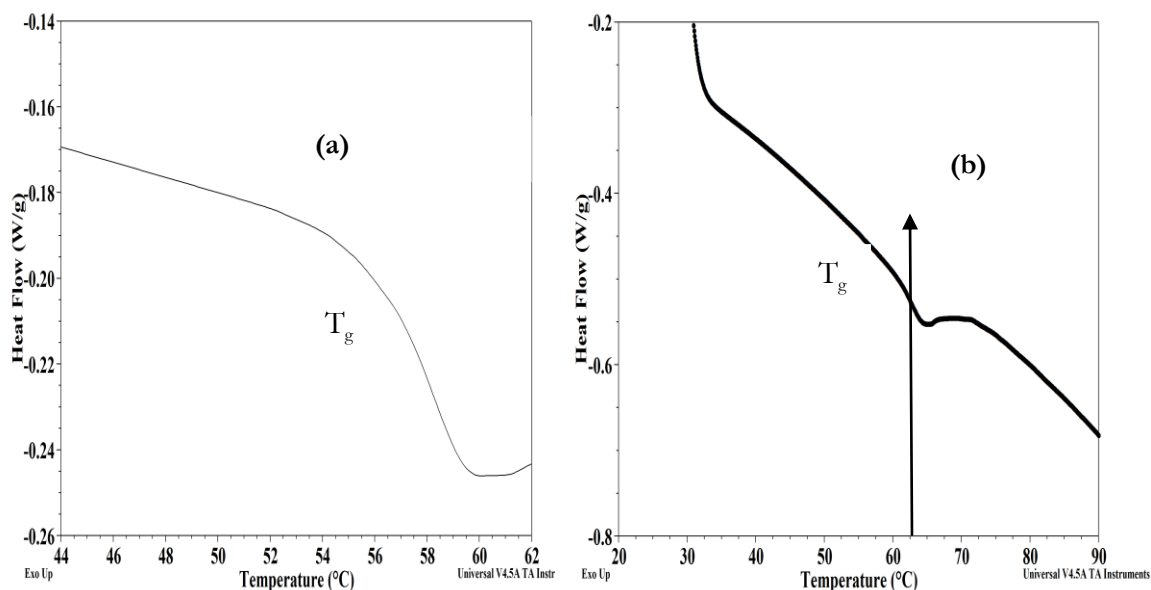 -0.14
-0.16
-0.18
-0.20
-0.22
-0.24
-0.26
Heat Flow (W/g)
(a)
Tg
44 46 48 50 52 54 56 58 60 62
Exo Up
Temperature (°C)
Universal V4.5A TA Instr
-0.2
-0.4
-0.6
-0.8
Heat Flow (W/g)
(b)
Tg
20 30 40 50 60 70 80 90
Exo Up
Temperature (°C)
Universal V4.5A TA Instruments